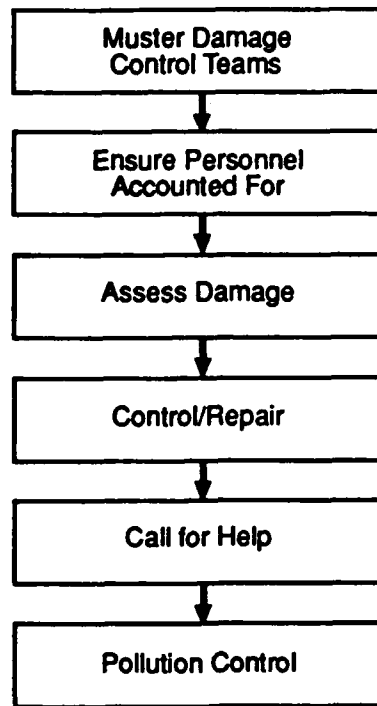 Muster Damage
Control Teams
Ensure Personnel
Accounted For
Assess Damage
Control/Repair
Call for Help
Pollution Control